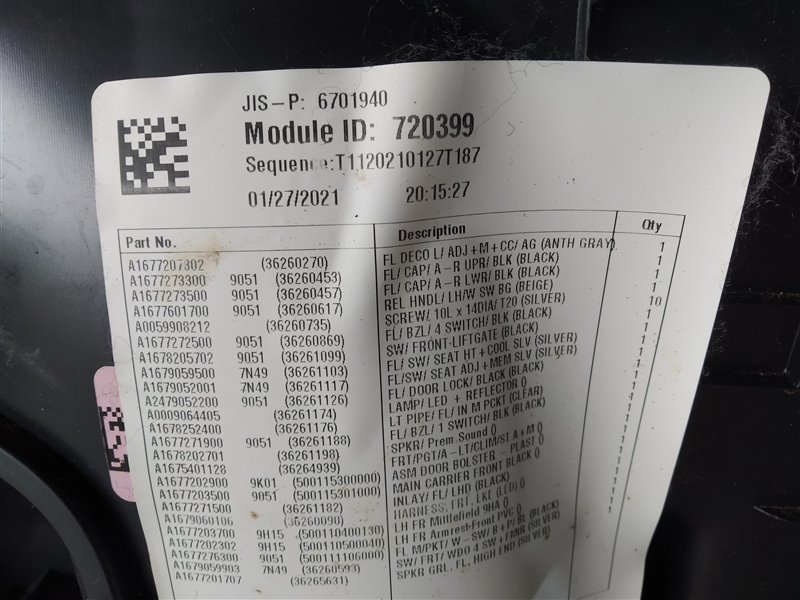 JIS-P: 6701940
Module ID: 720399
Sequence:T1120210127T187
01/27/2021 20:15:27
Part No. Description Qty
A1677207302 (36260270) FL DECO L/ ADJ+M+CC/ AG (ANTH GRAY) 1
A1677273300 9051 (36260453) FL/ CAP/ A-R UPR/ BLK (BLACK) 1
A1677273500 9051 (36260457) FL/ CAP/ A-R LWR/ BLK (BLACK) 1
A1677601700 9051 (36260617) REL HNDL/ LH/W SW BG (BEIGE) 1
A0059908212 (36260735) SCREW/ 10L x 14DIA/ T20 (SILVER) 10
A1677272500 9051 (36260869) FL/ BZL/ 4 SWITCH/ BLK (BLACK) 1
A1678205702 9051 (36261099) SW/ FRONT-LIFTGATE (BLACK) 1
A1679059500 7N49 (36261103) FL/ SW/ SEAT HT+COOL SLV (SILVER) 1
A1679052001 7N49 (36261117) FL/SW/ SEAT ADJ+MEM SLV (SILVER) 1
A2479052200 9051 (36261126) FL/ DOOR LOCK/ BLACK (BLACK) 1
A0009064405 (36261174) LAMP/ LED + REFLECTOR () 1
A1678252400 (36261176) LT PIPE/ FL/ IN M PCKT (CLEAR) 1
A1677271900 9051 (36261188) FL/ BZL/ 1 SWITCH/ BLK (BLACK) 1
A1678202701 (36261198) SPKR/ Prem Sound () 1
A1675401128 (36264939) FRT/PGT/A-LT/CLIM/ST A+M () 1
A1677202900 9K01 (500115300000) ASM DOOR BOLSTER - PLAST () 1
A1677203500 9051 (500115301000) MAIN CARRIER FRONT BLACK () 1
A1677271500 (36261182) INLAY/ FL/ LHD (BLACK) 1
A1679060106 (36260090) HARNESS, FRT, LKE (LCD) () 1
A1677203700 9H15 (500110400130) LH FR Mittlefield 9HA () 1
A1677202302 9H15 (500110500040) LH FR Armrest-Front PVC () 1
A1677276300 9051 (500111106000) FL M/PKT/ W-SW/ B+P/BL (BLACK)
A1679059903 7N49 (36260593) SW/ FRT/ WDO 4 SW+FMIR (SILVER)
A1677201707 (36265631) SPKR GRL, FL, HIGH END (SILVER)